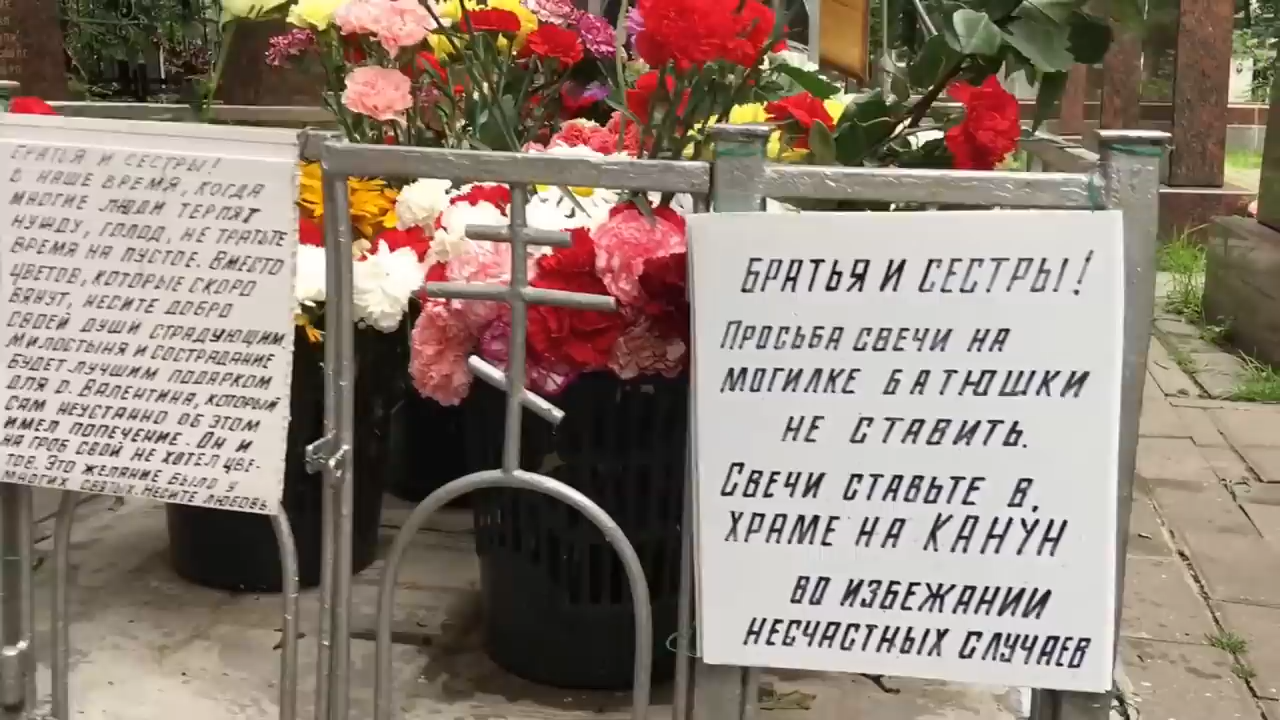 БРАТЬЯ И СЕСТРЫ!
В НАШЕ ВРЕМЯ, КОГДА
МНОГИЕ ЛЮДИ ТЕРПЯТ
НУЖДУ, ГОЛОД, НЕ ТРАТЬТЕ
ВРЕМЯ НА ПУСТОЕ. ВМЕСТО
ЦВЕТОВ, КОТОРЫЕ СКОРО
ВЯНУТ, НЕСИТЕ ДОБРО
СВОЕЙ ДУШИ СТРАДУЮЩИМ.
МИЛОСТЫНЯ И СОСТРАДАНИЕ
БУДЕТ ЛУЧШИМ ПОДАРКОМ
ДЛЯ О. ВАЛЕНТИНА, КОТОРЫЙ
САМ НЕУСТАННО ОБ ЭТОМ
ИМЕЛ ПОПЕЧЕНИЕ. ОН И
НА ГРОБ СВОЙ НЕ ХОТЕЛ ЦВЕ-
ТОВ. ЭТО ЖЕЛАНИЕ БЫЛО У
МНОГИХ СВЯТЫХ. НЕСИТЕ ЛЮБОВЬ.
БРАТЬЯ И СЕСТРЫ!
ПРОСЬБА СВЕЧИ НА
МОГИЛКЕ БАТЮШКИ
НЕ СТАВИТЬ.
СВЕЧИ СТАВЬТЕ В
ХРАМЕ НА КАНУН
ВО ИЗБЕЖАНИИ
НЕСЧАСТНЫХ СЛУЧАЕВ